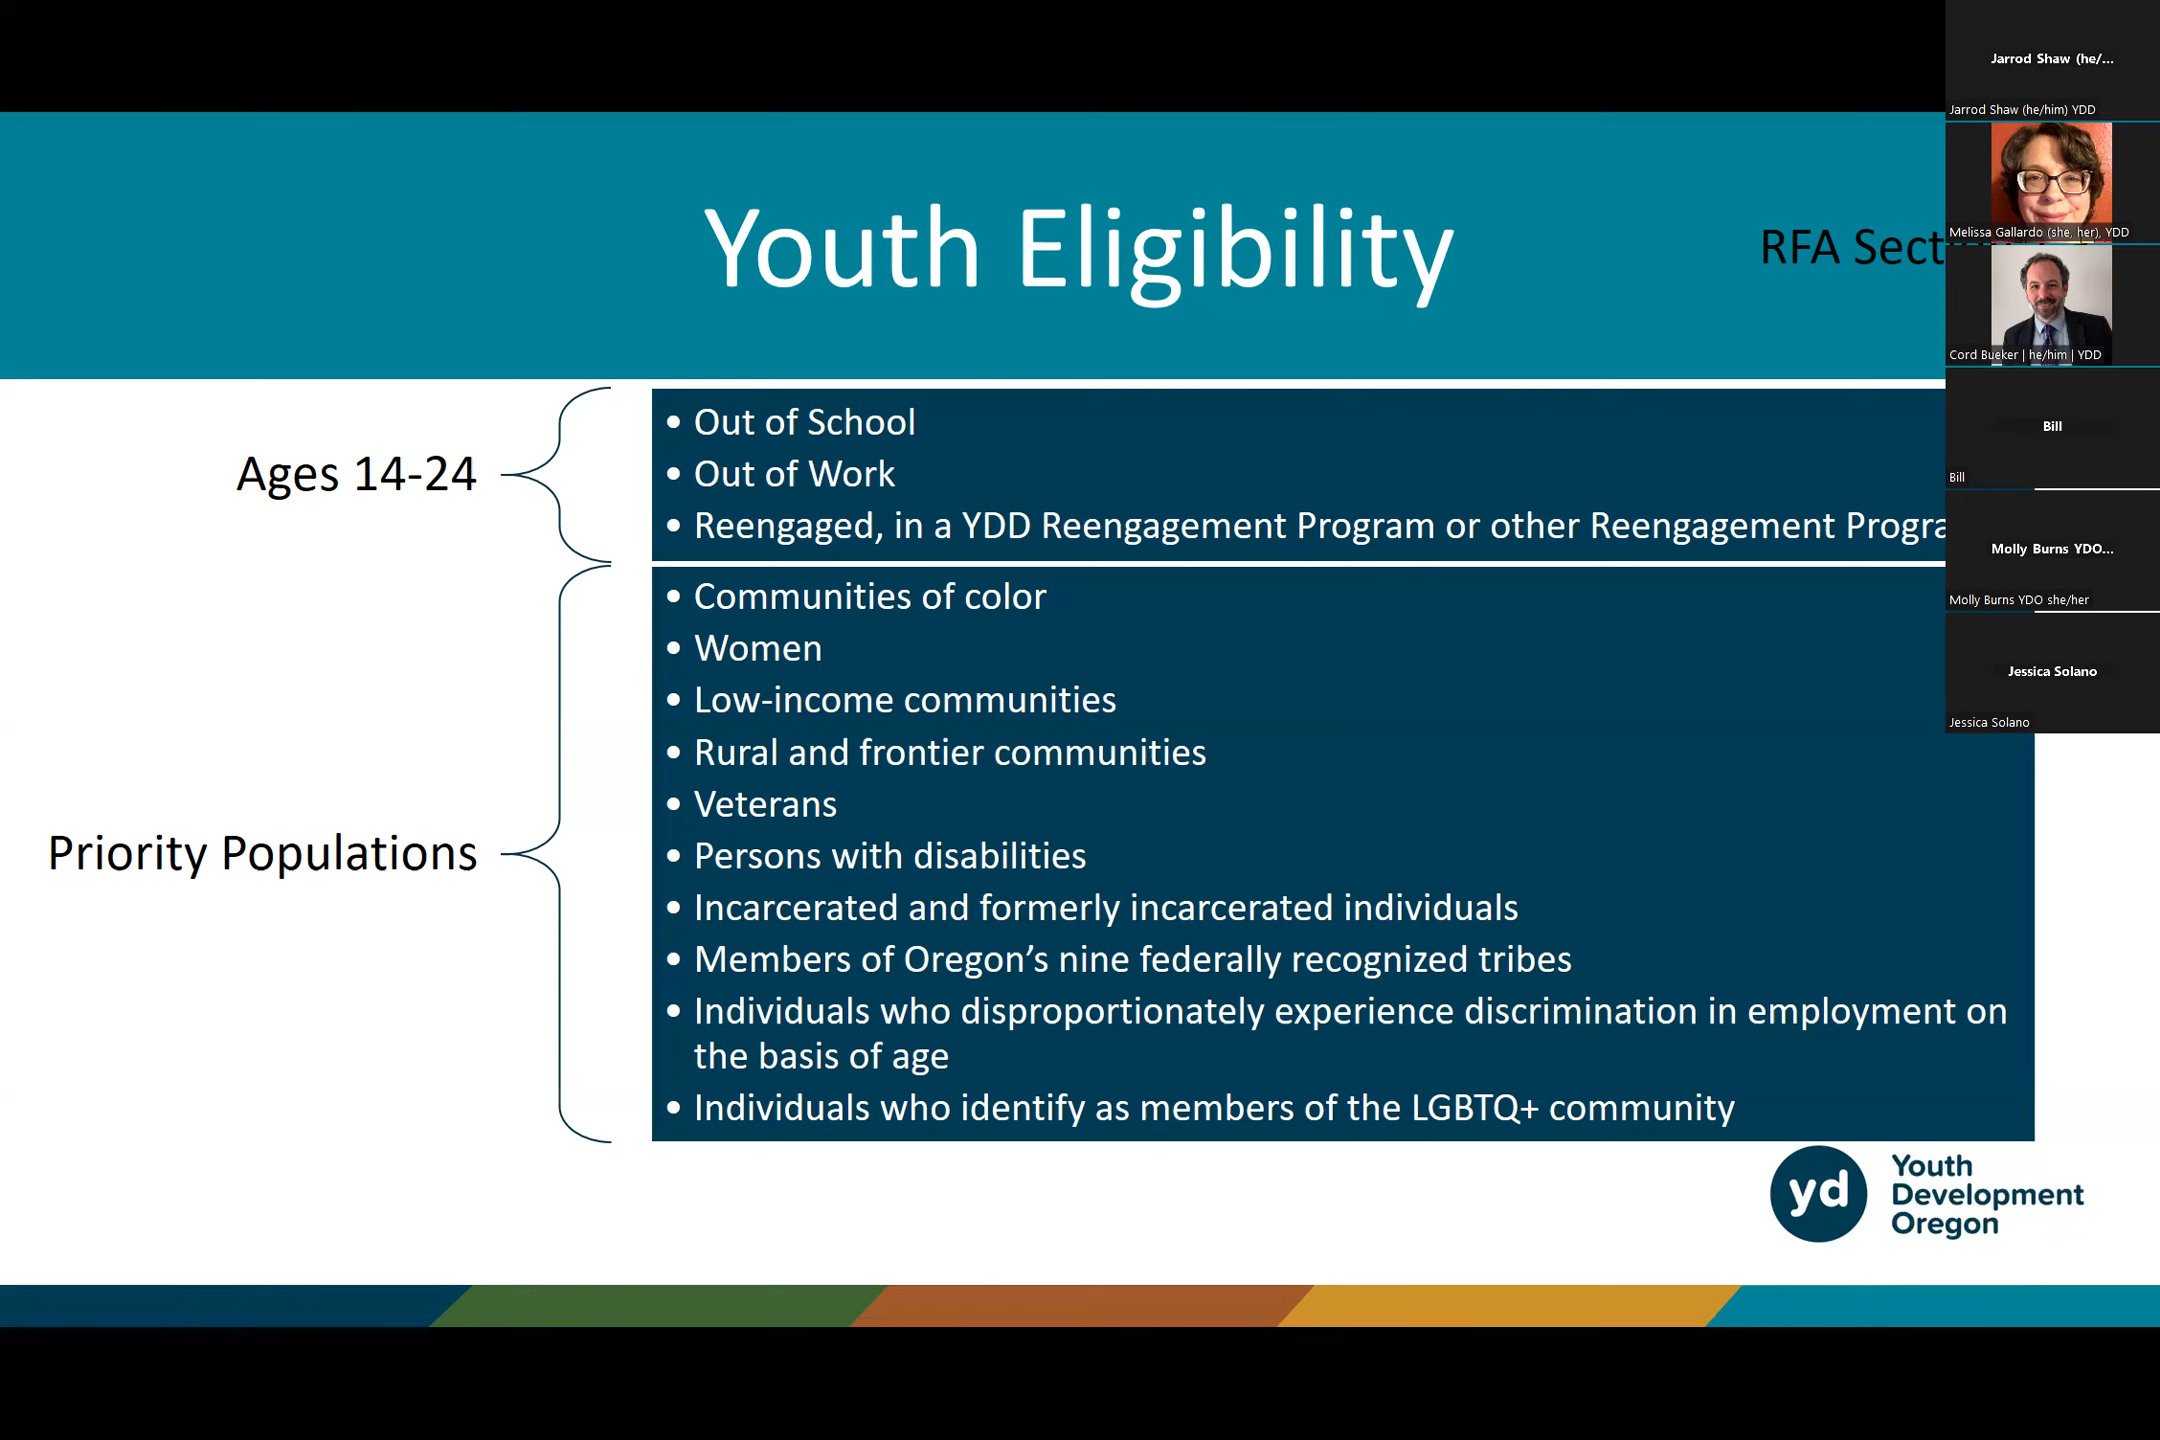 Youth Eligibility
RFA Sect
Ages 14-24
• Out of School
• Out of Work
• Reengaged, in a YDD Reengagement Program or other Reengagement Progra
Priority Populations
• Communities of color
• Women
• Low-income communities
• Rural and frontier communities
• Veterans
• Persons with disabilities
• Incarcerated and formerly incarcerated individuals
• Members of Oregon’s nine federally recognized tribes
• Individuals who disproportionately experience discrimination in employment on
the basis of age
• Individuals who identify as members of the LGBTQ+ community
yd
Youth
Development
Oregon
Jarrod Shaw (he/...
Jarrod Shaw (he/him) YDD
Melissa Gallardo (she, her), YDD
Cord Bueker | he/him | YDD
Bill
Bill
Molly Burns YDO...
Molly Burns YDO she/her
Jessica Solano
Jessica Solano